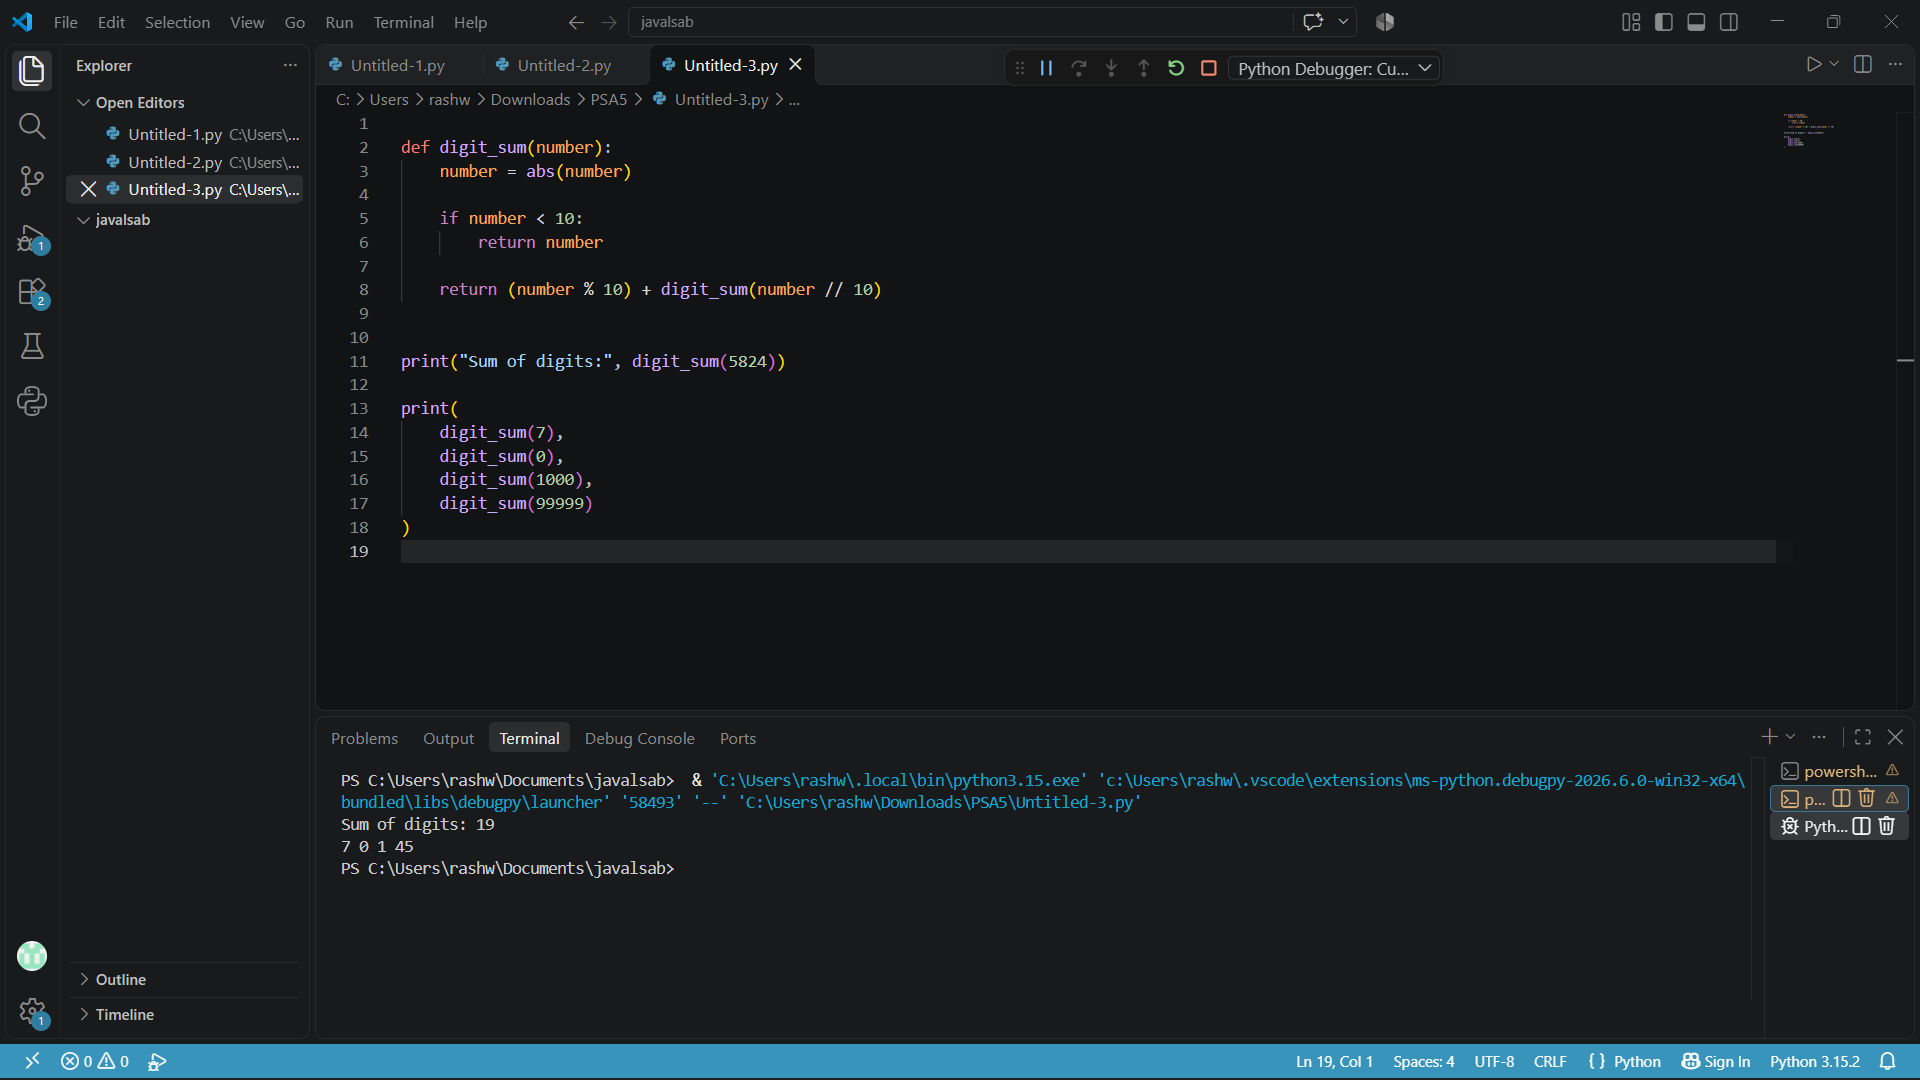 File Edit Selection View Go Run Terminal Help
javalsab
Explorer
Untitled-1.py
Untitled-2.py
Untitled-3.py
Python Debugger: Cu...
Open Editors
Untitled-1.py C:\Users\...
Untitled-2.py C:\Users\...
Untitled-3.py C:\Users\...
javalsab
C: > Users > rashw > Downloads > PSA5 > Untitled-3.py > ...
1
2 def digit_sum(number):
3 number = abs(number)
4
5 if number < 10:
6 return number
7
8 return (number % 10) + digit_sum(number // 10)
9
10
11 print("Sum of digits:", digit_sum(5824))
12
13 print(
14 digit_sum(7),
15 digit_sum(0),
16 digit_sum(1000),
17 digit_sum(99999)
18 )
19
1
2
Problems Output Terminal Debug Console Ports
PS C:\Users\rashw\Documents\javalsab> & 'C:\Users\rashw\.local\bin\python3.15.exe' 'c:\Users\rashw\.vscode\extensions\ms-python.debugpy-2026.6.0-win32-x64\
bundled\libs\debugpy\launcher' '58493' '--' 'C:\Users\rashw\Downloads\PSA5\Untitled-3.py'
Sum of digits: 19
7 0 1 45
PS C:\Users\rashw\Documents\javalsab>
powersh...
p...
Pyth...
Outline
Timeline
1
0 0
Ln 19, Col 1 Spaces: 4 UTF-8 CRLF { } Python Sign In Python 3.15.2